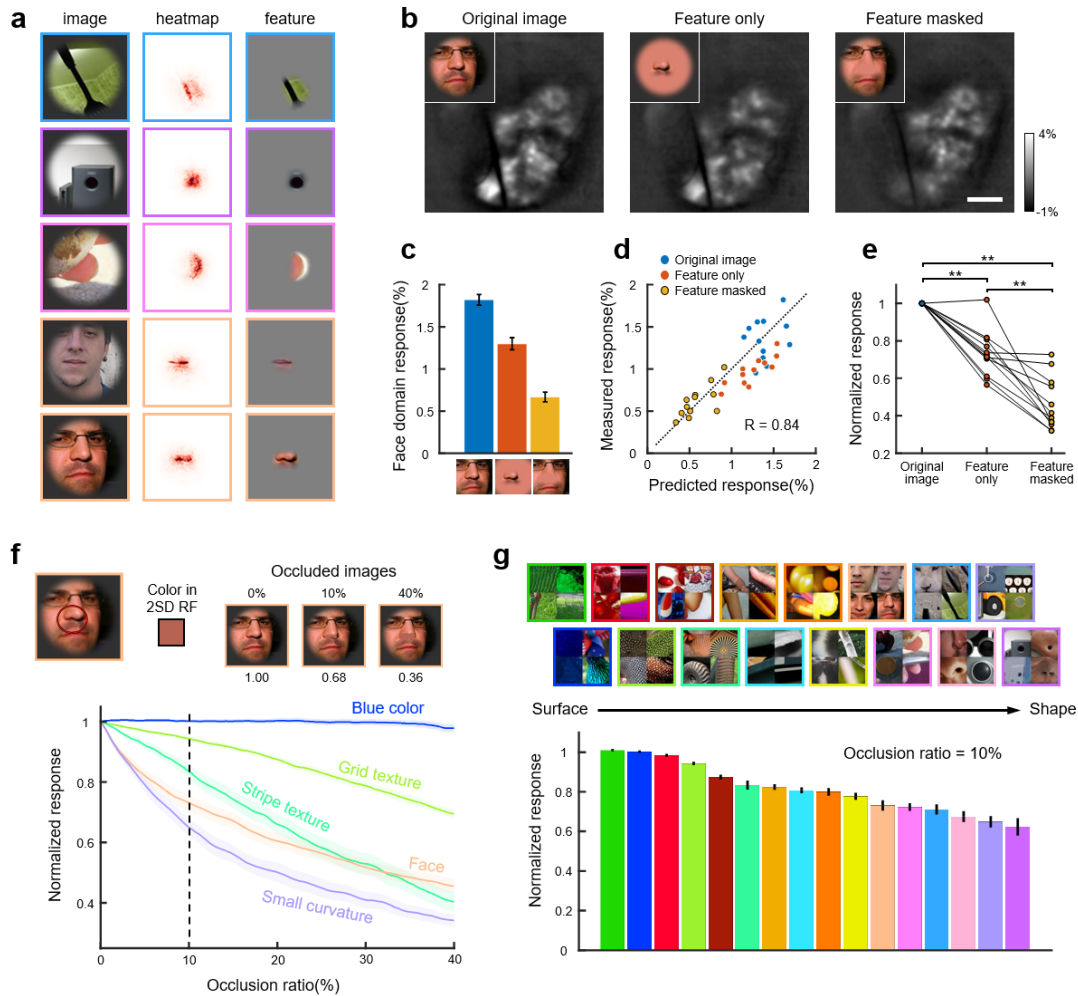 a
image heatmap feature
b
Original image Feature only Feature masked
4%
-1%
c
Face domain response(%)
2
1.5
1
0.5
0
d
Original image
Feature only
Feature masked
Measured response(%)
2
1.5
1
0.5
0
R = 0.84
0 0.5 1 1.5 2
Predicted response(%)
e
**
** **
Normalized response
1
0.8
0.6
0.4
0.2
Original image
Feature only
Feature masked
f
Color in
2SD RF
Occluded images
0% 10% 40%
1.00 0.68 0.36
Normalized response
1
0.8
0.6
0.4
Blue color
Grid texture
Stripe texture
Face
Small curvature
0 10 20 30 40
Occlusion ratio(%)
g
Surface Shape
Occlusion ratio = 10%
Normalized response
1.0
0.8
0.6
0.4
0.2
0